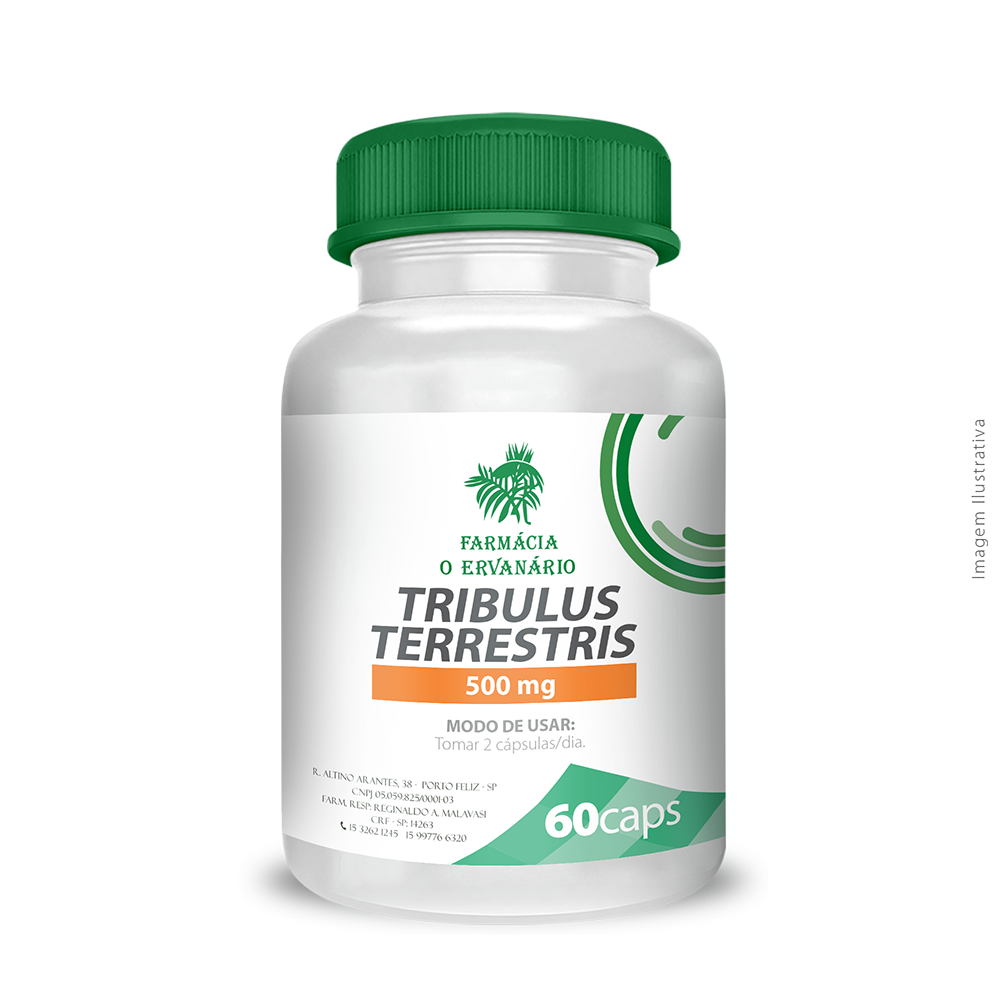 FARMÁCIA
O ERVANÁRIO
TRIBULUS
TERRESTRIS
500 mg
MODO DE USAR:
Tomar 2 cápsulas/dia.
R. ALTINO ARANTES, 38 - PORTO FELIZ - SP
CNPJ 05.059.825/0001-03
FARM. RESP: REGINALDO A. MALAVASI
CRF - SP: 14263
15 3262 1245 15 99776 6320
60caps
Imagem Ilustrativa